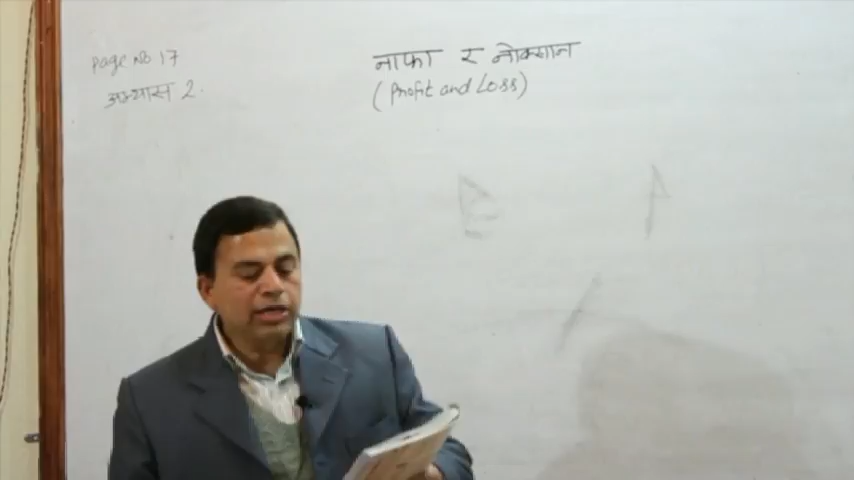 Page No 17
अभ्यास 2.
नाफा र नोक्सान
(Profit and Loss)